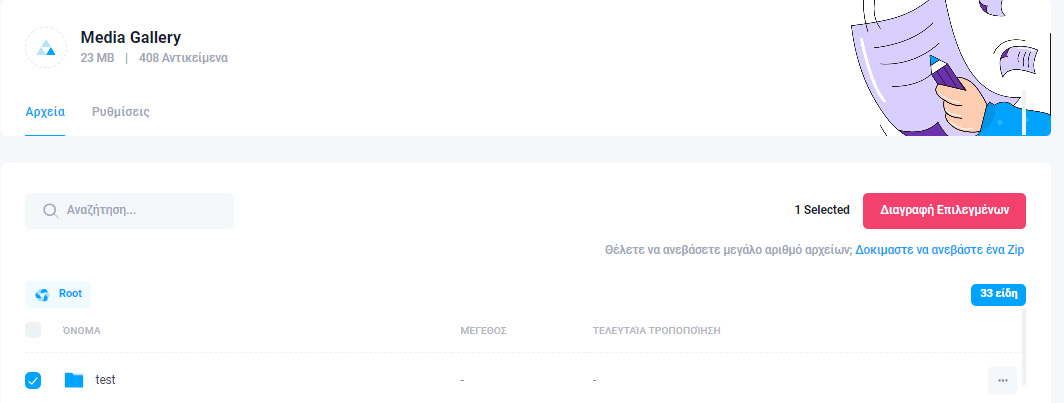 Media Gallery
23 MB | 408 Αντικείμενα
Αρχεία Ρυθμίσεις
Αναζήτηση...
1 Selected
Διαγραφή Επιλεγμένων
Θέλετε να ανεβάσετε μεγάλο αριθμό αρχείων; Δοκιμαστε να ανεβάστε ένα Zip
Root
33 είδη
ΌΝΟΜΑ ΜΈΓΕΘΟΣ ΤΕΛΕΥΤΑΊΑ ΤΡΟΠΟΠΟΊΗΣΗ
test - -